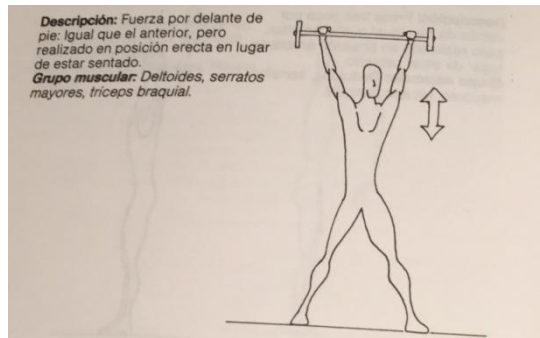 Descripción: Fuerza por delante de
pie: Igual que el anterior, pero
realizado en posición erecta en lugar
de estar sentado.
Grupo muscular: Deltoides, serratos
mayores, triceps braquial.